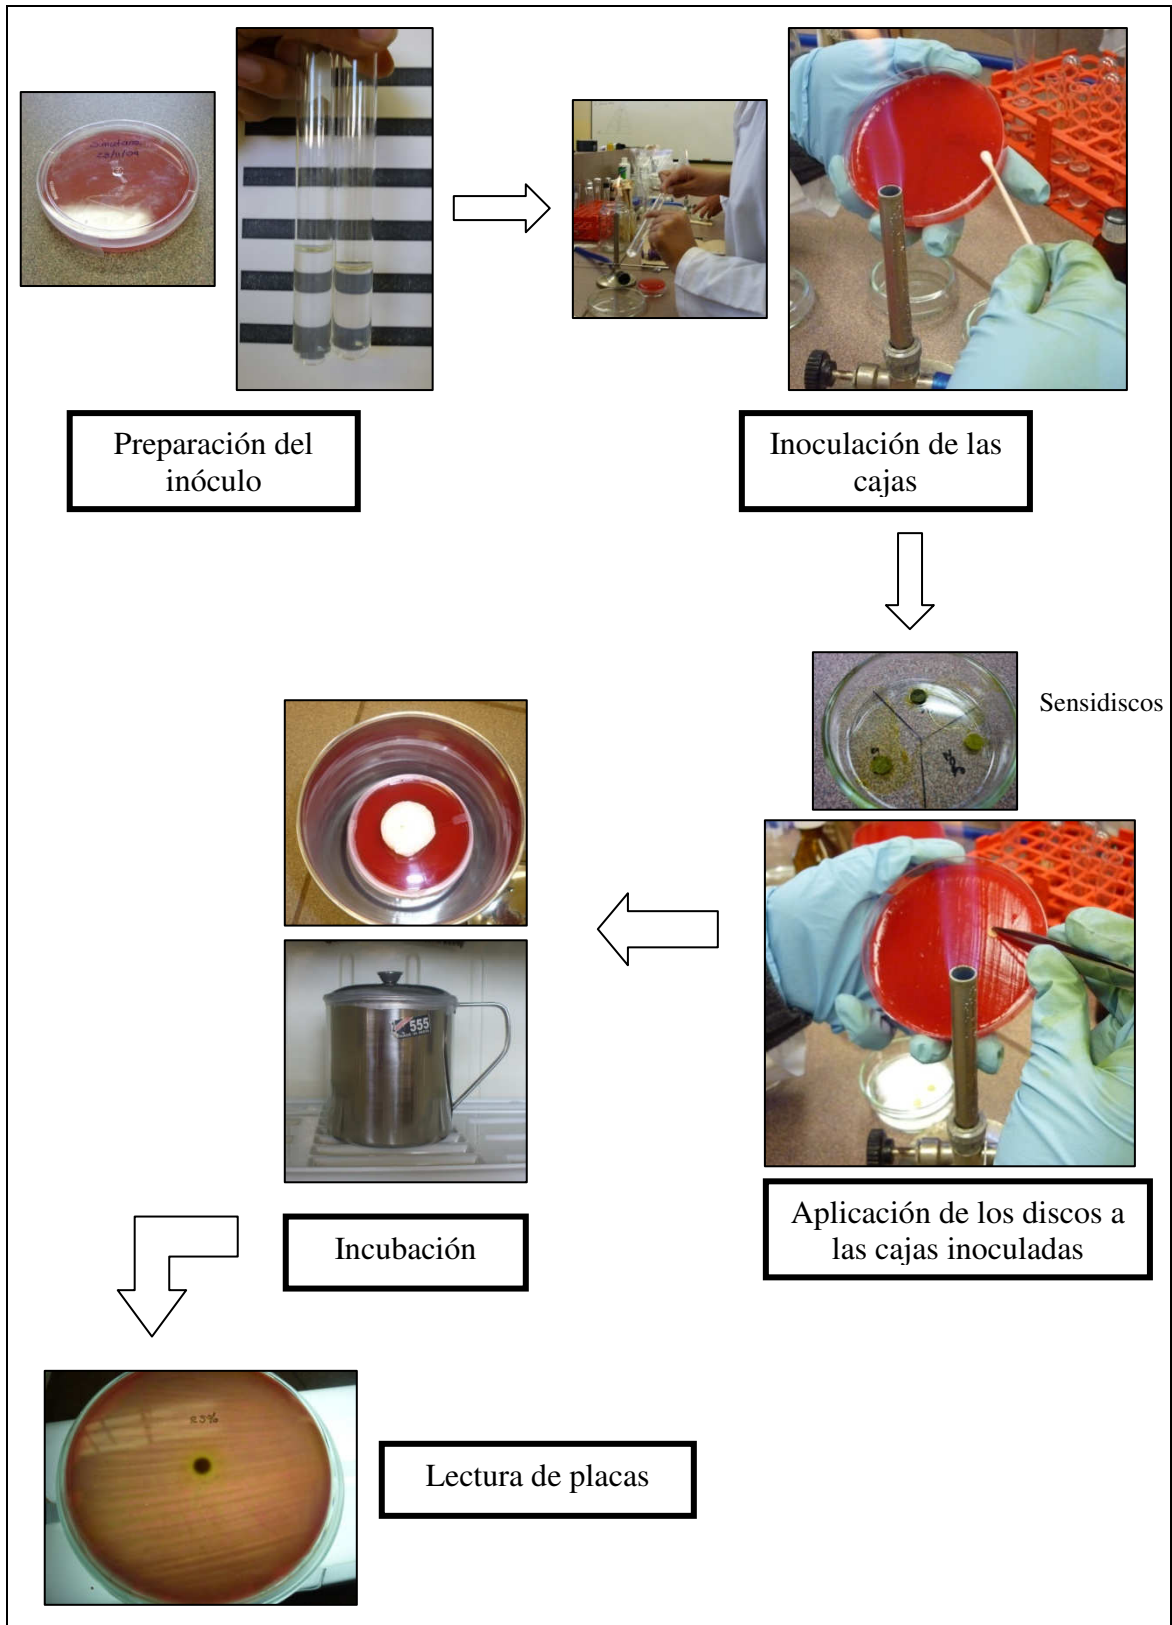 Preparación del
inóculo
Inoculación de las
cajas
Sensidiscos
Aplicación de los discos a
las cajas inoculadas
Incubación
555
Lectura de placas